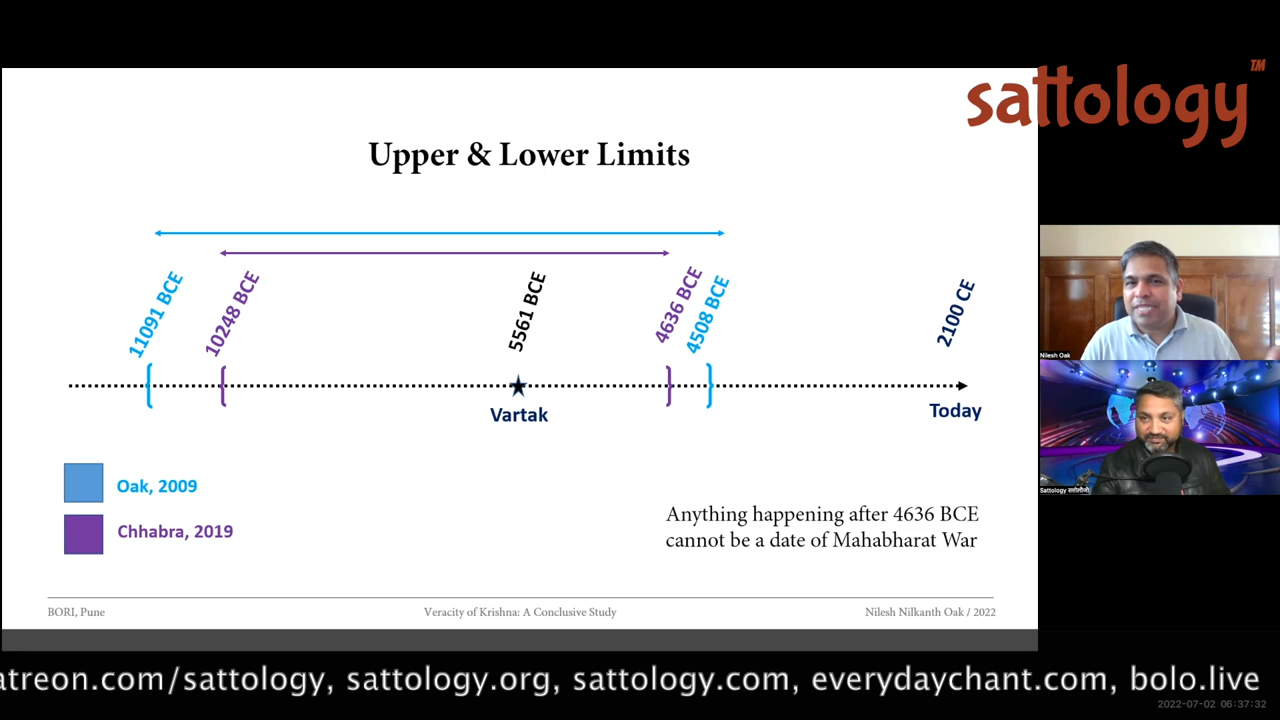 sattology™
Upper & Lower Limits
11091 BCE
10248 BCE
5561 BCE
4636 BCE
4508 BCE
2100 CE
Vartak
Today
Oak, 2009
Chhabra, 2019
Anything happening after 4636 BCE
cannot be a date of Mahabharat War
BORI, Pune
Veracity of Krishna: A Conclusive Study
Nilesh Nilkanth Oak / 2022
Nilesh Oak
Sattology सत्तोलोजी
atreon.com/sattology, sattology.org, sattology.com, everydaychant.com, bolo.live
2022-07-02 06:37:32